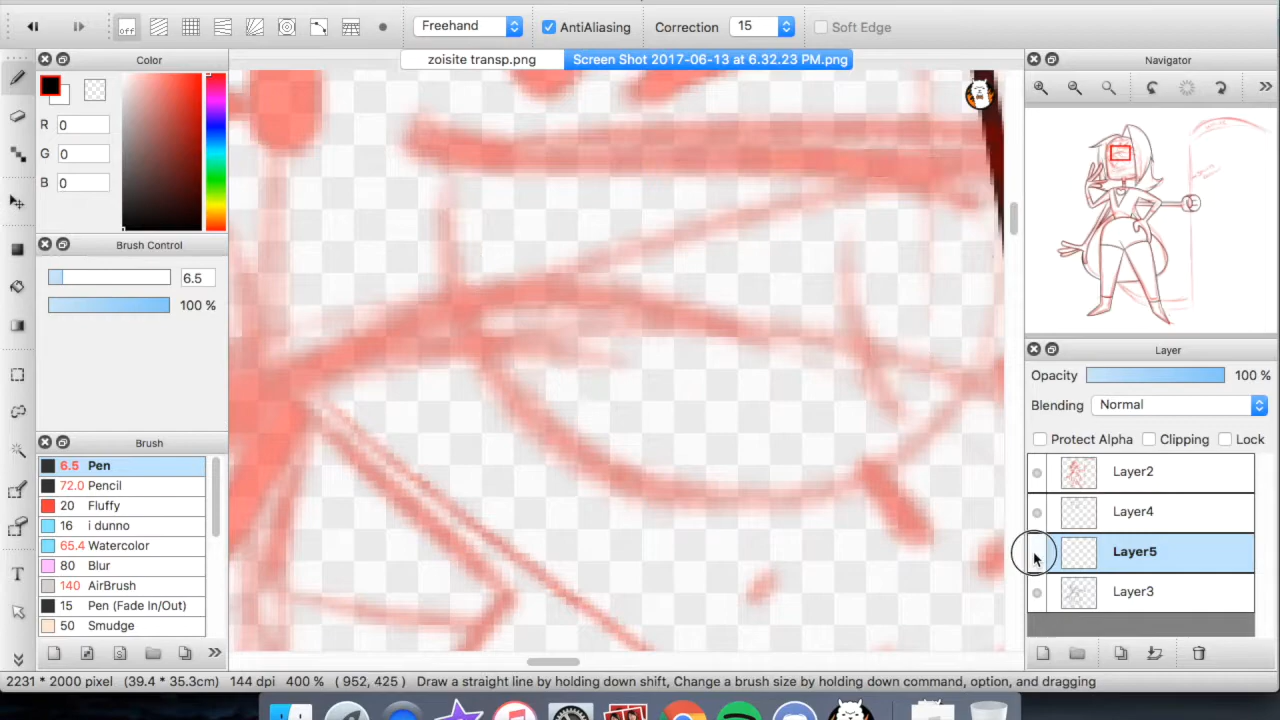 Freehand
AntiAliasing
Correction
15
Soft Edge
Color
zoisite transp.png
Screen Shot 2017-06-13 at 6.32.23 PM.png
Navigator
R 0
G 0
B 0
Brush Control
6.5
100 %
Brush
6.5 Pen
72.0 Pencil
20 Fluffy
16 i dunno
65.4 Watercolor
80 Blur
140 AirBrush
15 Pen (Fade In/Out)
50 Smudge
Layer
Opacity 100 %
Blending Normal
Protect Alpha Clipping Lock
Layer2
Layer4
Layer5
Layer3
2231 * 2000 pixel (39.4 * 35.3cm) 144 dpi 400 % ( 952, 425 ) Draw a straight line by holding down shift, Change a brush size by holding down command, option, and dragging